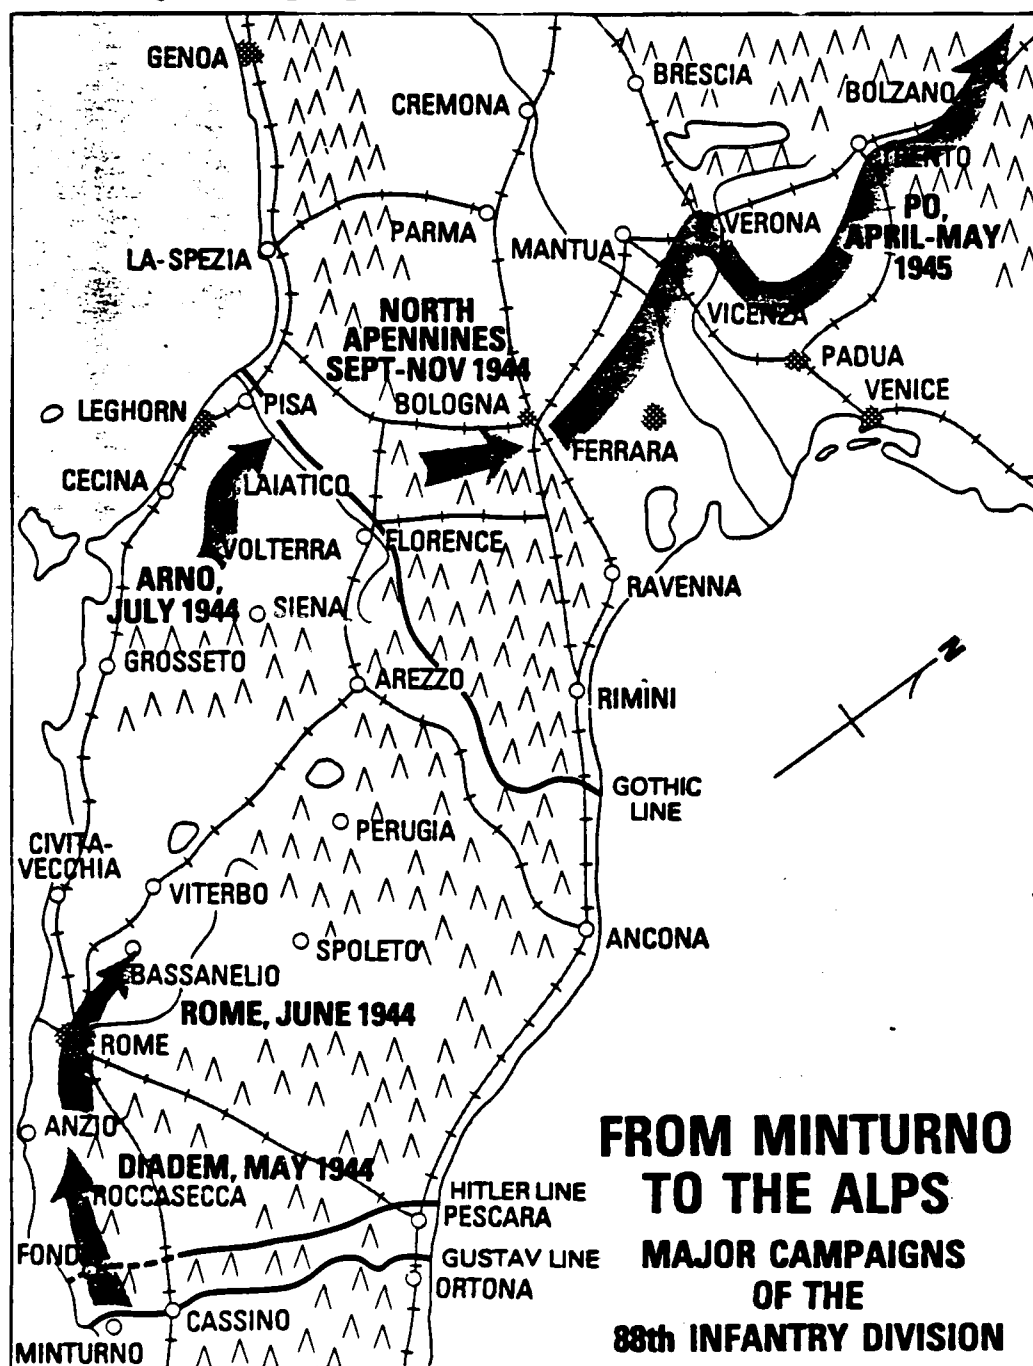 GENOA
BRESCIA
BOLZANO
CREMONA
TRENTO
PARMA
MANTUA
VERONA
PO,
APRIL-MAY
1945
LA-SPEZIA
NORTH
APENNINES
SEPT-NOV 1944
VICENZA
PADUA
VENICE
LEGHORN
PISA
BOLOGNA
FERRARA
CECINA
LAIATICO
VOLTERRA
FLORENCE
ARNO,
JULY 1944
SIENA
RAVENNA
GROSSETO
AREZZO
RIMINI
N
GOTHIC
LINE
PERUGIA
CIVITA-
VECCHIA
VITERBO
SPOLETO
ANCONA
BASSANELIO
ROME, JUNE 1944
ROME
ANZIO
DIADEM, MAY 1944
ROCCASECCA
HITLER LINE
PESCARA
FONDI
GUSTAV LINE
ORTONA
CASSINO
MINTURNO
FROM MINTURNO
TO THE ALPS
MAJOR CAMPAIGNS
OF THE
88th INFANTRY DIVISION